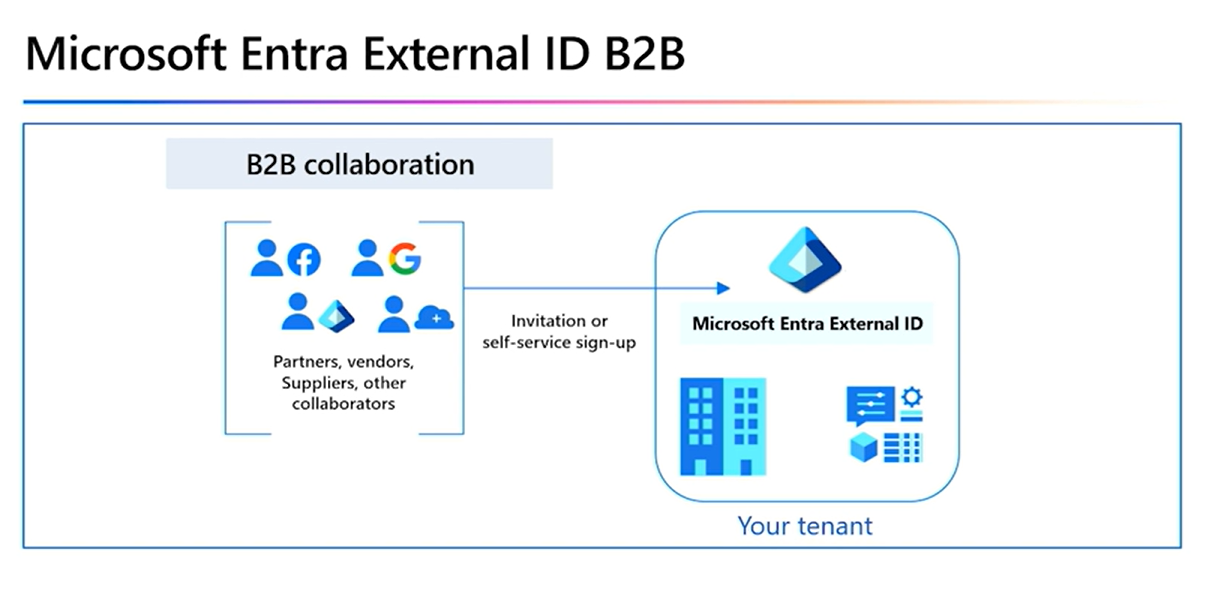 Microsoft Entra External ID B2B
B2B collaboration
Partners, vendors,
Suppliers, other
collaborators
Invitation or
self-service sign-up
Microsoft Entra External ID
Your tenant